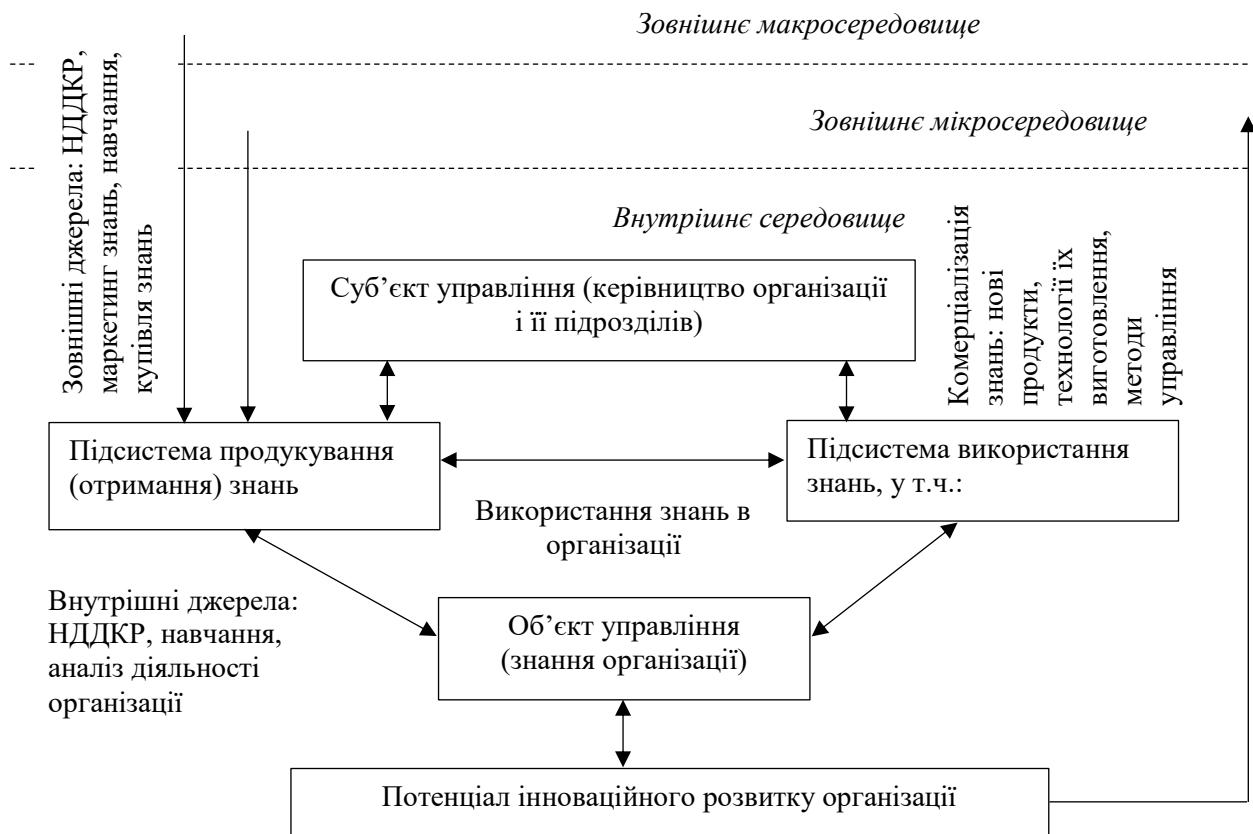 Зовнішнє макросередовище
Зовнішнє мікросередовище
Зовнішні джерела: НДДКР,
маркетинг знань, навчання,
купівля знань
Внутрішнє середовище
Комерціалізація
знань: нові
продукти,
технології їх
виготовлення,
методи
управління
Суб’єкт управління (керівництво організації
і її підрозділів)
Підсистема продукування
(отримання) знань
Підсистема використання
знань, у т.ч.:
Використання знань в
організації
Внутрішні джерела:
НДДКР, навчання,
аналіз діяльності
організації
Об’єкт управління
(знання організації)
Потенціал інноваційного розвитку організації